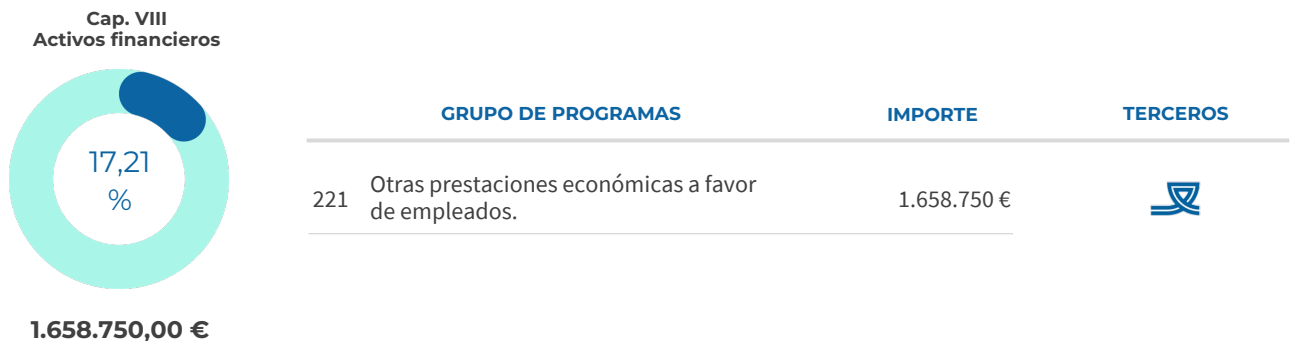 Cap. VIII
Activos financieros
17,21
%
1.658.750,00 €
GRUPO DE PROGRAMAS IMPORTE TERCEROS
221 Otras prestaciones económicas a favor
de empleados. 1.658.750 €